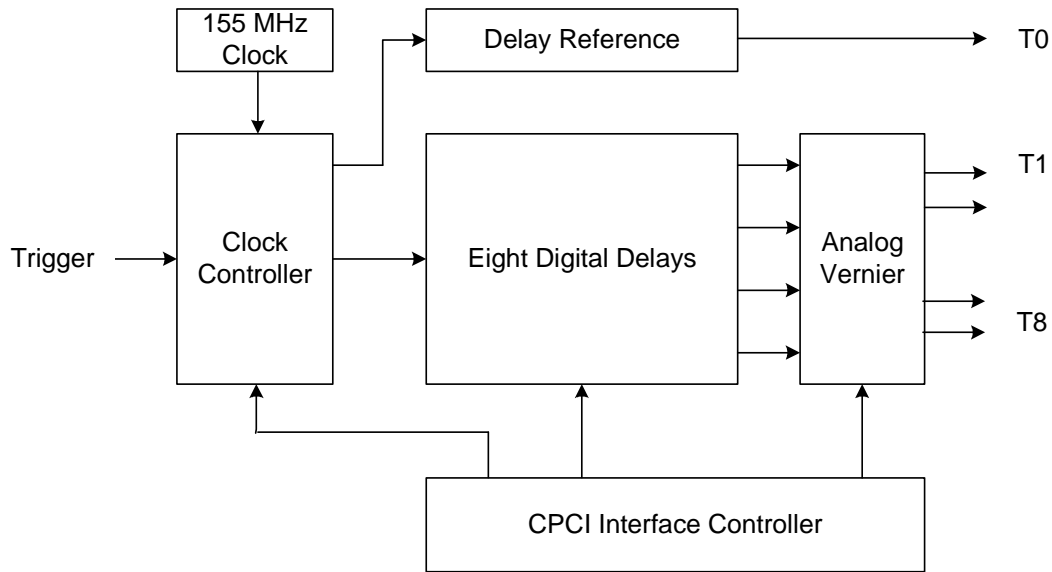 155 MHz
Clock
Delay Reference
T0
Trigger
Clock
Controller
Eight Digital Delays
Analog
Vernier
T1
T8
CPCI Interface Controller